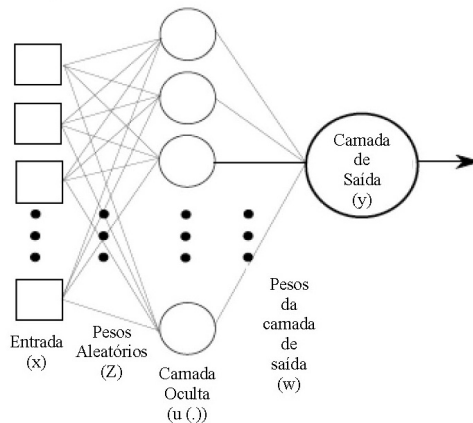 Camada
de
Saída
(y)
Entrada
(x)
Pesos
Aleatórios
(Z)
Camada
Oculta
(u (.))
Pesos
da
camada
de
saída
(w)